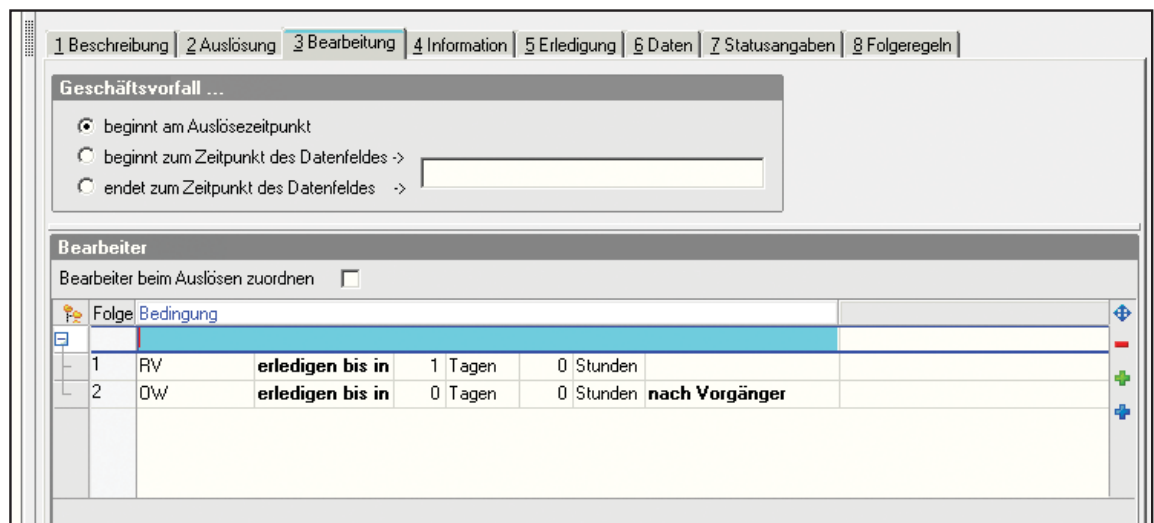 1 Beschreibung 2 Auslösung 3 Bearbeitung 4 Information 5 Erledigung 6 Daten 7 Statusangaben 8 Folgeregeln
Geschäftsvorfall ...
beginnt am Auslösezeitpunkt
beginnt zum Zeitpunkt des Datenfeldes ->
endet zum Zeitpunkt des Datenfeldes ->
Bearbeiter
Bearbeiter beim Auslösen zuordnen
Folge Bedingung
1 RV erledigen bis in 1 Tagen 0 Stunden
2 OW erledigen bis in 0 Tagen 0 Stunden nach Vorgänger